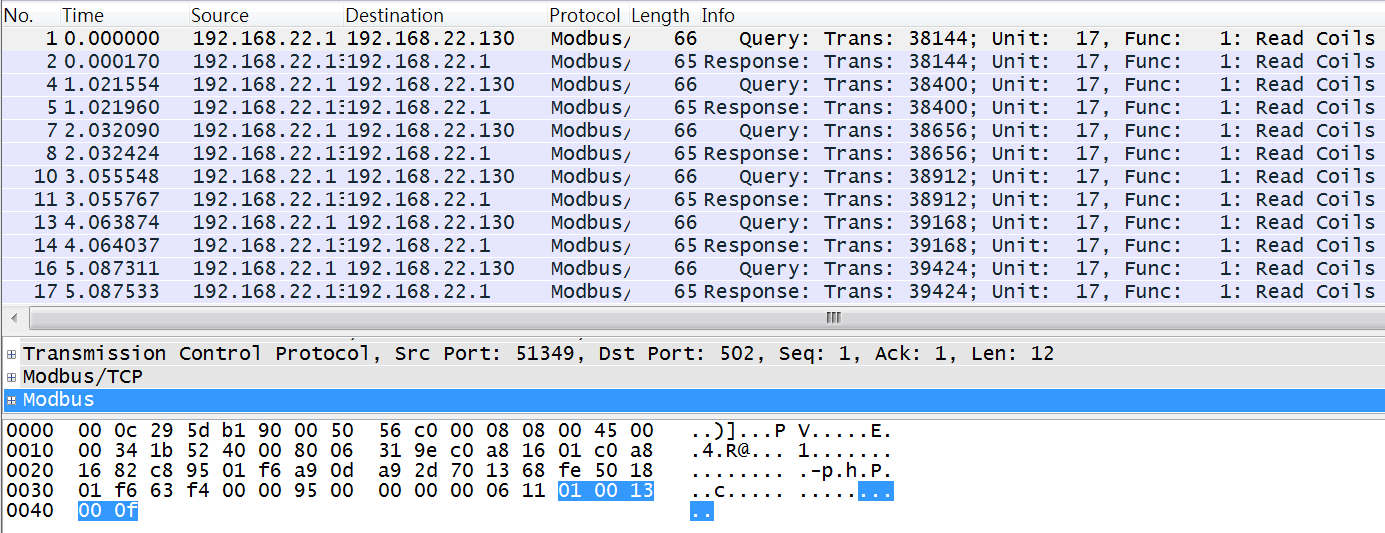 No. Time Source Destination Protocol Length Info
1 0.000000 192.168.22.1 192.168.22.130 Modbus/ 66 Query: Trans: 38144; Unit: 17, Func: 1: Read Coils
2 0.000170 192.168.22.13 192.168.22.1 Modbus/ 65 Response: Trans: 38144; Unit: 17, Func: 1: Read Coils
4 1.021554 192.168.22.1 192.168.22.130 Modbus/ 66 Query: Trans: 38400; Unit: 17, Func: 1: Read Coils
5 1.021960 192.168.22.13 192.168.22.1 Modbus/ 65 Response: Trans: 38400; Unit: 17, Func: 1: Read Coils
7 2.032090 192.168.22.1 192.168.22.130 Modbus/ 66 Query: Trans: 38656; Unit: 17, Func: 1: Read Coils
8 2.032424 192.168.22.13 192.168.22.1 Modbus/ 65 Response: Trans: 38656; Unit: 17, Func: 1: Read Coils
10 3.055548 192.168.22.1 192.168.22.130 Modbus/ 66 Query: Trans: 38912; Unit: 17, Func: 1: Read Coils
11 3.055767 192.168.22.13 192.168.22.1 Modbus/ 65 Response: Trans: 38912; Unit: 17, Func: 1: Read Coils
13 4.063874 192.168.22.1 192.168.22.130 Modbus/ 66 Query: Trans: 39168; Unit: 17, Func: 1: Read Coils
14 4.064037 192.168.22.13 192.168.22.1 Modbus/ 65 Response: Trans: 39168; Unit: 17, Func: 1: Read Coils
16 5.087311 192.168.22.1 192.168.22.130 Modbus/ 66 Query: Trans: 39424; Unit: 17, Func: 1: Read Coils
17 5.087533 192.168.22.13 192.168.22.1 Modbus/ 65 Response: Trans: 39424; Unit: 17, Func: 1: Read Coils
Transmission Control Protocol, Src Port: 51349, Dst Port: 502, Seq: 1, Ack: 1, Len: 12
Modbus/TCP
Modbus
0000 00 0c 29 5d b1 90 00 50 56 c0 00 08 08 00 45 00 ..)]...P V.....E.
0010 00 34 1b 52 40 00 80 06 31 9e c0 a8 16 01 c0 a8 .4.R@... 1.......
0020 16 82 c8 95 01 f6 a9 0d a9 2d 70 13 68 fe 50 18 ........ .-p.h.P.
0030 01 f6 63 f4 00 00 95 00 00 00 00 06 11 01 00 13 ..c..... ........
0040 00 0f ..